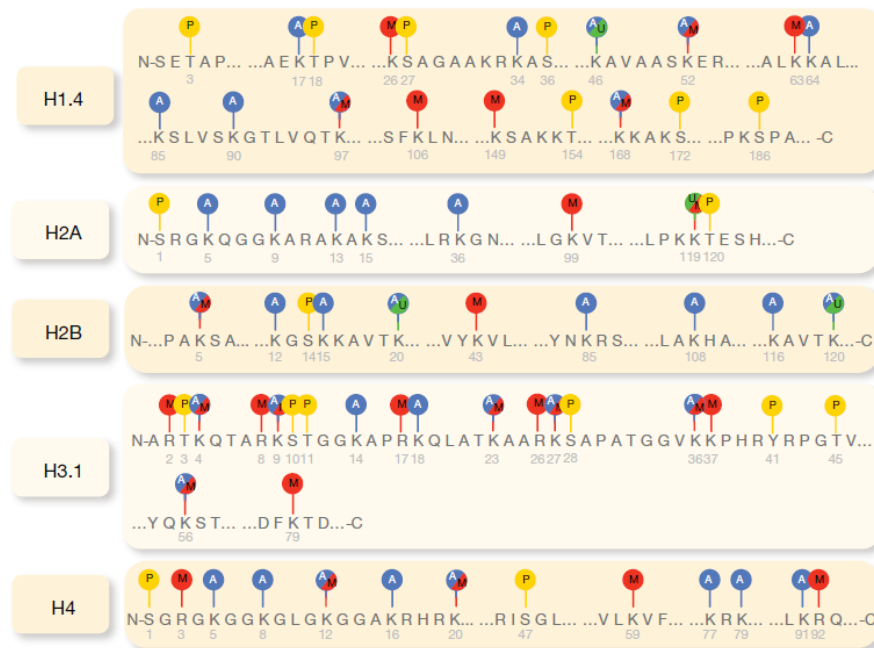 P A P M P A P A U A M M A
N-SETAP... ...AEKTPV... ...KSAGAAKRKAS... ...KAVAASKER... ...ALKKAL...
3 17 18 26 27 34 36 46 52 63 64
H1.4
A A A M M M P A M P P
...KSLVSKGTLVQTK... ...SFKLN... ...KSAKKT... ...KKAKS... ...PKSPA... -C
85 90 97 106 149 154 168 172 186
P A A A A A M U P
H2A
N-SRGKQGGKARAKAKS... ...LRKGN... ...LGKVT... ...LPKKTESH...-C
1 5 9 13 15 36 99 119 120
A M A P A A U M A A A A U
H2B
N-...PAKSA... ...KGSKKAVTK... ...VYKVL... ...YNKRS... ...LAKHA... ...KAVTK...-C
5 12 14 15 20 43 85 108 116 120
M P A M M A P P A M A A M M A P A M M P P
N-ARTKQTARKSTGGKAPRKQLATKAARKSAPATGGVKKPHRYRPGTV...
2 3 4 8 9 10 11 14 17 18 23 26 27 28 36 37 41 45
H3.1
A M M
...YQKST... ...DFKTD...-C
56 79
P M A A A M A A M P M A A A M
H4
N-SGRGKGGKGLGKGGAKRHRK... ...RISGL... ...VLKVF... ...KRK... ...LKRQ...-C
1 3 5 8 12 16 20 47 59 77 79 91 92